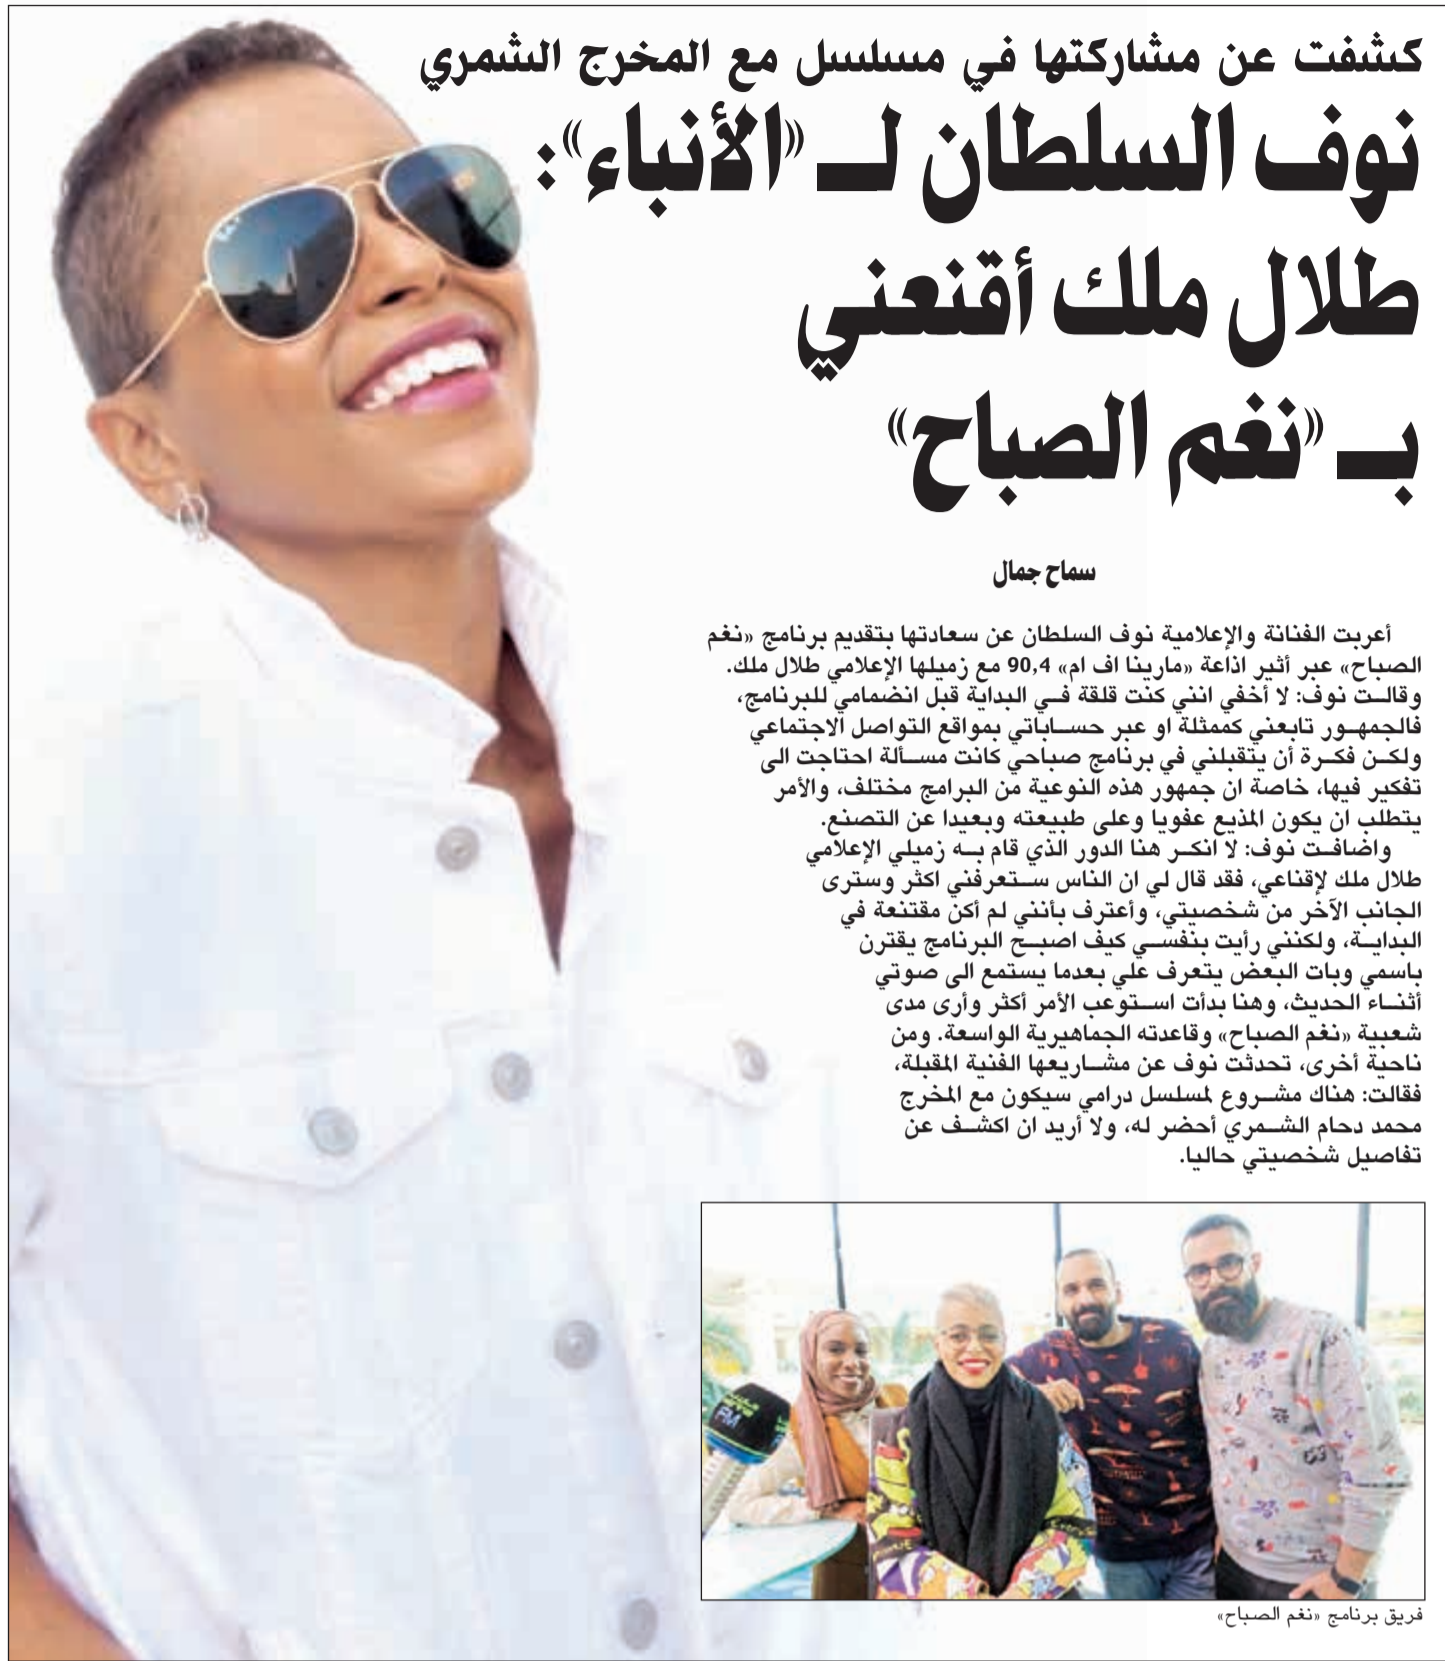 كشفت عن مشاركتها في مسلسل مع المخرج الشمري
نوف السلطان لـ «الأنباء»:
طلال ملك أقنعني
بـ «نغم الصباح»
سماح جمال
أعربت الفنانة والإعلامية نوف السلطان عن سعادتها بتقديم برنامج «نغم
الصباح» عبر أثير اذاعة «مارينا اف ام» 90,4 مع زميلها الإعلامي طلال ملك.
وقالت نوف: لا أخفي انني كنت قلقة في البداية قبل انضمامي للبرنامج،
فالجمهور تابعني كممثلة او عبر حساباتي بمواقع التواصل الاجتماعي
ولكن فكرة أن يتقبلني في برنامج صباحي كانت مسألة احتاجت الى
تفكير فيها، خاصة ان جمهور هذه النوعية من البرامج مختلف، والأمر
يتطلب ان يكون المذيع عفويا وعلى طبيعته وبعيدا عن التصنع.
واضافت نوف: لا انكر هنا الدور الذي قام به زميلي الإعلامي
طلال ملك لإقناعي، فقد قال لي ان الناس ستعرفني اكثر وسترى
الجانب الآخر من شخصيتي، وأعترف بأنني لم أكن مقتنعة في
البداية، ولكنني رأيت بنفسي كيف اصبح البرنامج يقترن
باسمي وبات البعض يتعرف علي بعدما يستمع الى صوتي
أثناء الحديث، وهنا بدأت استوعب الأمر أكثر وأرى مدى
شعبية «نغم الصباح» وقاعدته الجماهيرية الواسعة. ومن
ناحية أخرى، تحدثت نوف عن مشاريعها الفنية المقبلة،
فقالت: هناك مشروع لمسلسل درامي سيكون مع المخرج
محمد دحام الشمري أحضر له، ولا أريد ان اكشف عن
تفاصيل شخصيتي حاليا.
FM
فريق برنامج «نغم الصباح»